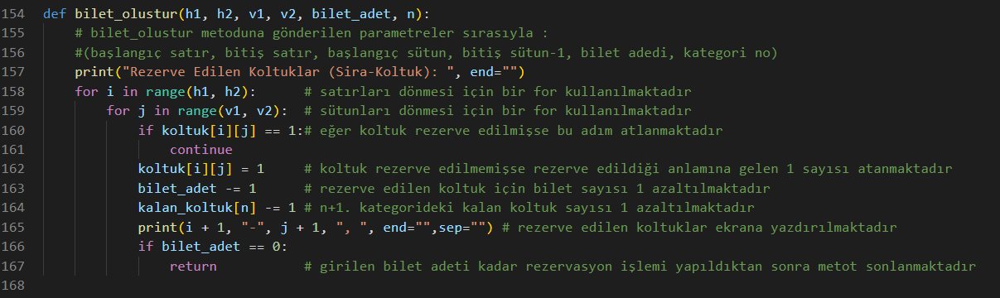 154 def bilet_olustur(h1, h2, v1, v2, bilet_adet, n):
155     # bilet_olustur metoduna gönderilen parametreler sırasıyla :
156     #(başlangıç satır, bitiş satır, başlangıç sütun, bitiş sütun-1, bilet adedi, kategori no)
157     print("Rezerve Edilen Koltuklar (Sira-Koltuk): ", end="")
158     for i in range(h1, h2):      # satırları dönmesi için bir for kullanılmaktadır
159         for j in range(v1, v2):  # sütunları dönmesi için bir for kullanılmaktadır
160             if koltuk[i][j] == 1:# eğer koltuk rezerve edilmişse bu adım atlanmaktadır
161                 continue
162             koltuk[i][j] = 1     # koltuk rezerve edilmemişse rezerve edildiği anlamına gelen 1 sayısı atanmaktadır
163             bilet_adet -= 1      # rezerve edilen koltuk için bilet sayısı 1 azaltılmaktadır
164             kalan_koltuk[n] -= 1 # n+1. kategorideki kalan koltuk sayısı 1 azaltılmaktadır
165             print(i + 1, "-", j + 1, ", ", end="",sep="") # rezerve edilen koltuklar ekrana yazdırılmaktadır
166             if bilet_adet == 0:
167                 return           # girilen bilet adeti kadar rezervasyon işlemi yapıldıktan sonra metot sonlanmaktadır
168